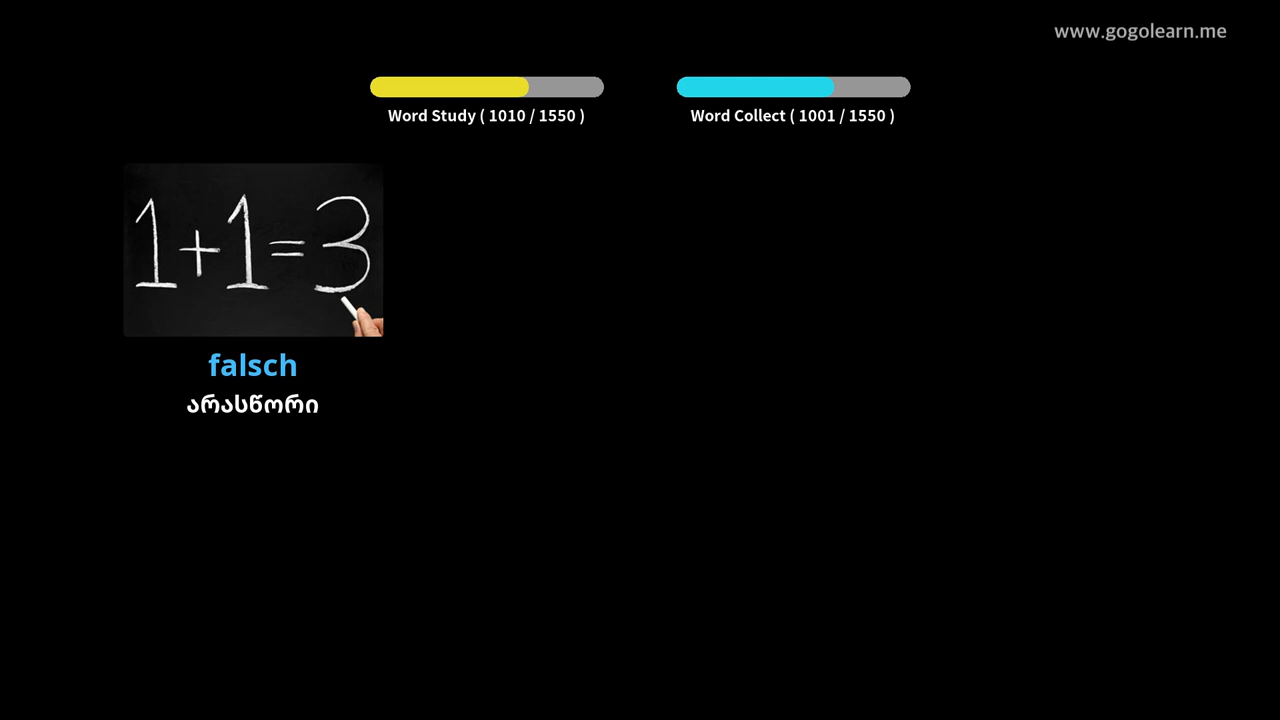 www.gogolearn.me
Word Study ( 1010 / 1550 )
Word Collect ( 1001 / 1550 )
1+1=3
falsch
არასწორი